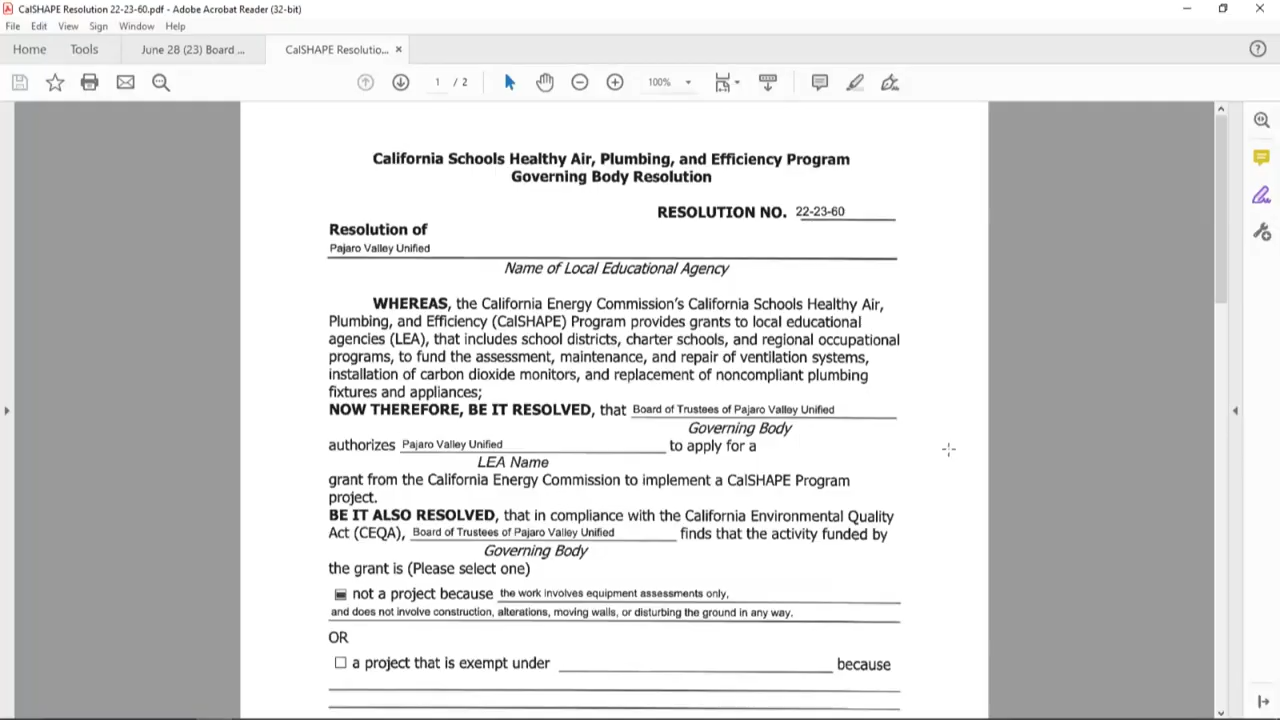 CalSHAPE Resolution 22-23-60.pdf - Adobe Acrobat Reader (32-bit)
File Edit View Sign Window Help
Home Tools June 28 (23) Board ... CalSHAPE Resolutio... ×
1 / 2 100%
California Schools Healthy Air, Plumbing, and Efficiency Program
Governing Body Resolution
RESOLUTION NO. 22-23-60
Resolution of
Pajaro Valley Unified
Name of Local Educational Agency
WHEREAS, the California Energy Commission's California Schools Healthy Air,
Plumbing, and Efficiency (CalSHAPE) Program provides grants to local educational
agencies (LEA), that includes school districts, charter schools, and regional occupational
programs, to fund the assessment, maintenance, and repair of ventilation systems,
installation of carbon dioxide monitors, and replacement of noncompliant plumbing
fixtures and appliances;
NOW THEREFORE, BE IT RESOLVED, that Board of Trustees of Pajaro Valley Unified
Governing Body
authorizes Pajaro Valley Unified to apply for a
LEA Name
grant from the California Energy Commission to implement a CalSHAPE Program
project.
BE IT ALSO RESOLVED, that in compliance with the California Environmental Quality
Act (CEQA), Board of Trustees of Pajaro Valley Unified finds that the activity funded by
Governing Body
the grant is (Please select one)
not a project because the work involves equipment assessments only,
and does not involve construction, alterations, moving walls, or disturbing the ground in any way.
OR
a project that is exempt under because